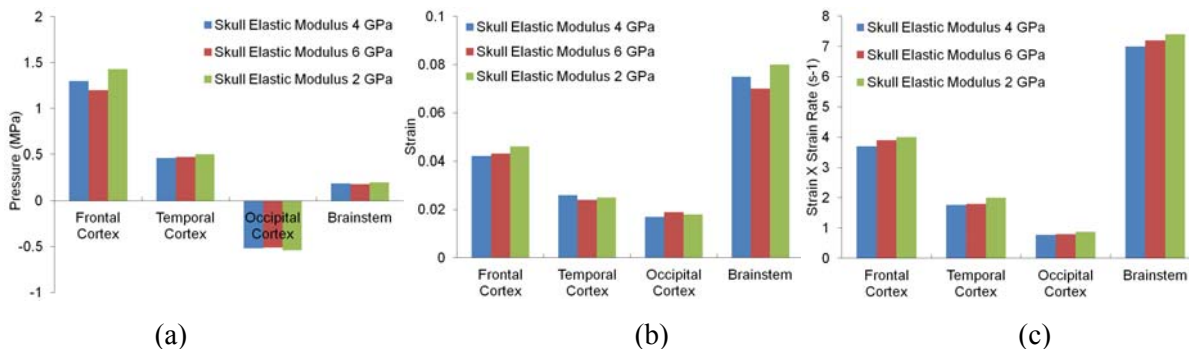 2
1.5
1
0.5
0
-0.5
-1
Pressure (MPa)
Skull Elastic Modulus 4 GPa
Skull Elastic Modulus 6 GPa
Skull Elastic Modulus 2 GPa
Frontal
Cortex
Temporal
Cortex
Occipital
Cortex
Brainstem
(a)
0.1
0.08
0.06
0.04
0.02
0
Strain
Skull Elastic Modulus 4 GPa
Skull Elastic Modulus 6 GPa
Skull Elastic Modulus 2 GPa
Frontal
Cortex
Temporal
Cortex
Occipital
Cortex
Brainstem
(b)
8
7
6
5
4
3
2
1
0
Strain X Strain Rate (s-1)
Skull Elastic Modulus 4 GPa
Skull Elastic Modulus 6 GPa
Skull Elastic Modulus 2 GPa
Frontal
Cortex
Temporal
Cortex
Occipital
Cortex
Brainstem
(c)